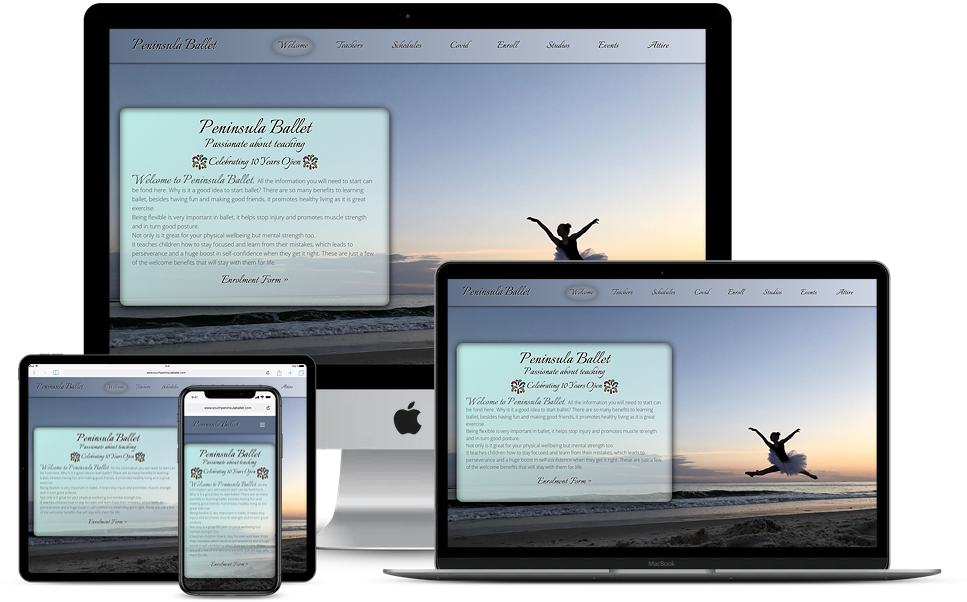 Peninsula Ballet Welcome Teachers Schedules Covid Enroll Studios Events Attire
Peninsula Ballet
Passionate about teaching
Celebrating 10 Years Open
Welcome to Peninsula Ballet. All the information you will need to start can
be fond here. Why is it a good idea to start ballet? There are so many benefits to learning
ballet, besides having fun and making good friends, it promotes healthy living as it is great
exercise.
Being flexible is very important in ballet, it helps stop injury and promotes muscle strength
and in turn good posture.
Not only is it great for your physical wellbeing but mental strength too.
It teaches children how to stay focused and learn from their mistakes, which leads to
perseverance and a huge boost in self-confidence when they get it right. These are just a few
of the welcome benefits that will stay with them for life.
Enrolment Form »
Peninsula Ballet Welcome Teachers Schedules Covid Enroll Studios Events Attire
Peninsula Ballet
Passionate about teaching
Celebrating 10 Years Open
Welcome to Peninsula Ballet. All the information you will need to start can
be fond here. Why is it a good idea to start ballet? There are so many benefits to learning
ballet, besides having fun and making good friends, it promotes healthy living as it is great
exercise.
Being flexible is very important in ballet, it helps stop injury and promotes muscle strength
and in turn good posture.
Not only is it great for your physical wellbeing but mental strength too.
It teaches children how to stay focused and learn from their mistakes, which leads to
perseverance and a huge boost in self-confidence when they get it right. These are just a few
of the welcome benefits that will stay with them for life.
Enrolment Form »
MacBook
www.southpeninsulaballet.com
Peninsula Ballet Welcome Teachers Schedules Attire
Peninsula Ballet
Passionate about teaching
Celebrating 10 Years Open
Welcome to Peninsula Ballet.
Enrolment Form »
www.southpeninsulaballet.com
Peninsula Ballet
Peninsula Ballet
Passionate about teaching
Celebrating 10 Years Open
Welcome to Peninsula Ballet.
Enrolment Form »